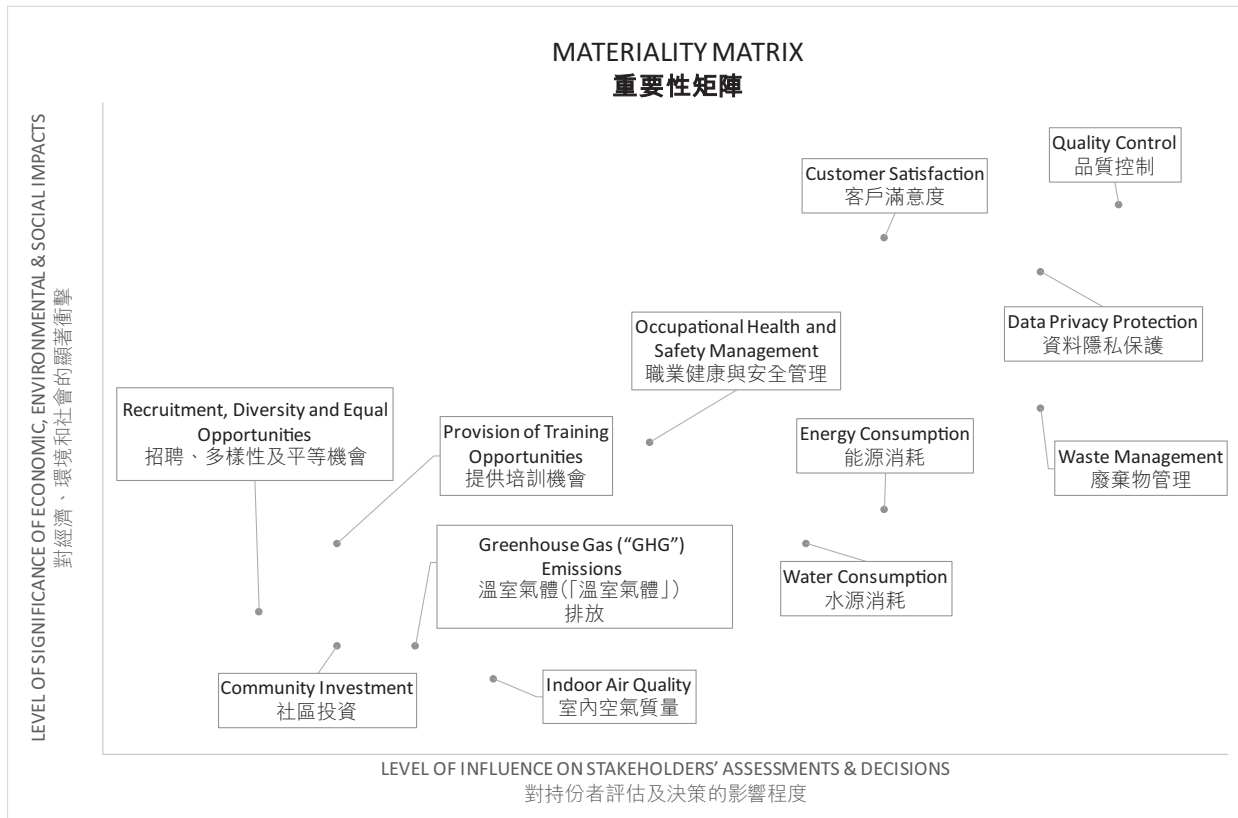 MATERIALITY MATRIX
重要性矩陣
LEVEL OF SIGNIFICANCE OF ECONOMIC, ENVIRONMENTAL & SOCIAL IMPACTS
對經濟、環境和社會的顯著衝擊
Quality Control
品質控制
Customer Satisfaction
客戶滿意度
Data Privacy Protection
資料隱私保護
Occupational Health and
Safety Management
職業健康與安全管理
Recruitment, Diversity and Equal
Opportunities
招聘、多樣性及平等機會
Provision of Training
Opportunities
提供培訓機會
Energy Consumption
能源消耗
Waste Management
廢棄物管理
Greenhouse Gas (“GHG”)
Emissions
溫室氣體(「溫室氣體」)
排放
Water Consumption
水源消耗
Community Investment
社區投資
Indoor Air Quality
室內空氣質量
LEVEL OF INFLUENCE ON STAKEHOLDERS’ ASSESSMENTS & DECISIONS
對持份者評估及決策的影響程度